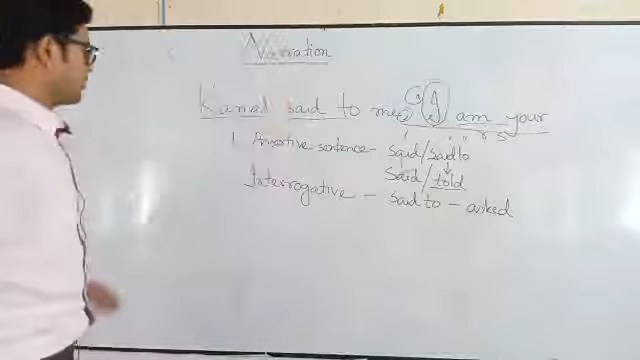 Narration
Kamal said to me, "I am your
1. Assertive sentence - said/said to
said/told
Interrogative - said to - asked